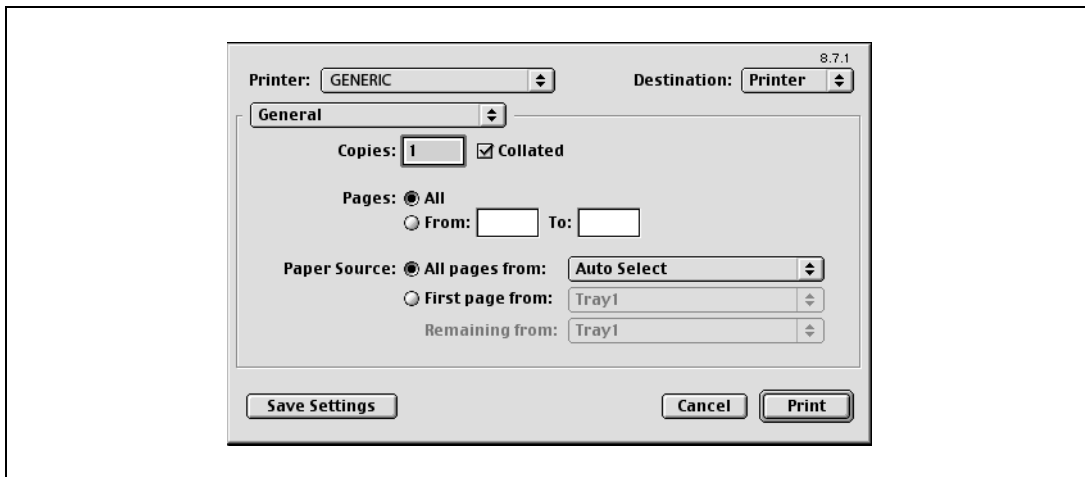 8.7.1
Printer: GENERIC Destination: Printer
General
Copies: 1 Collated
Pages: All
From: To:
Paper Source: All pages from: Auto Select
First page from: Tray1
Remaining from: Tray1
Save Settings Cancel Print